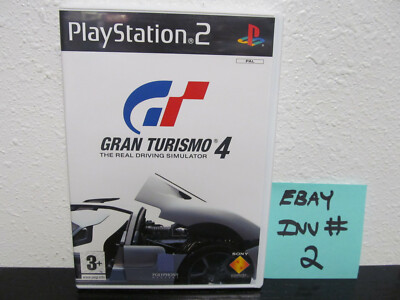 PlayStation 2
PAL
GRAN TURISMO 4
THE REAL DRIVING SIMULATOR
3+
SONY
EBAY
INV #
2